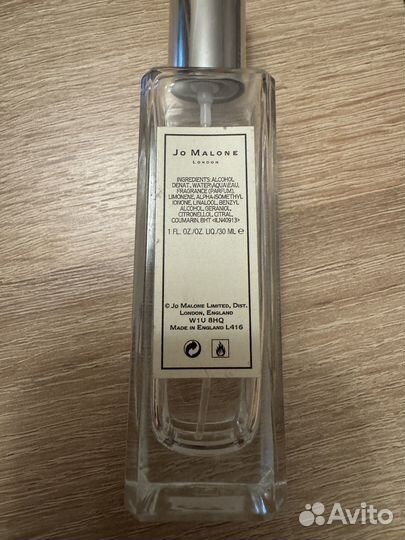 JO MALONE
LONDON
INGREDIENTS: ALCOHOL
DENAT., WATER\AQUA\EAU,
FRAGRANCE (PARFUM),
LIMONENE, ALPHA-ISOMETHYL
IONONE, LINALOOL, BENZYL
ALCOHOL, GERANIOL,
CITRONELLOL, CITRAL,
COUMARIN, BHT <ILN40913>
1 FL. OZ./OZ. LIQ./30 ML ℮
© JO MALONE LIMITED, DIST.
LONDON, ENGLAND
W1U 8HQ
MADE IN ENGLAND L416
Avito